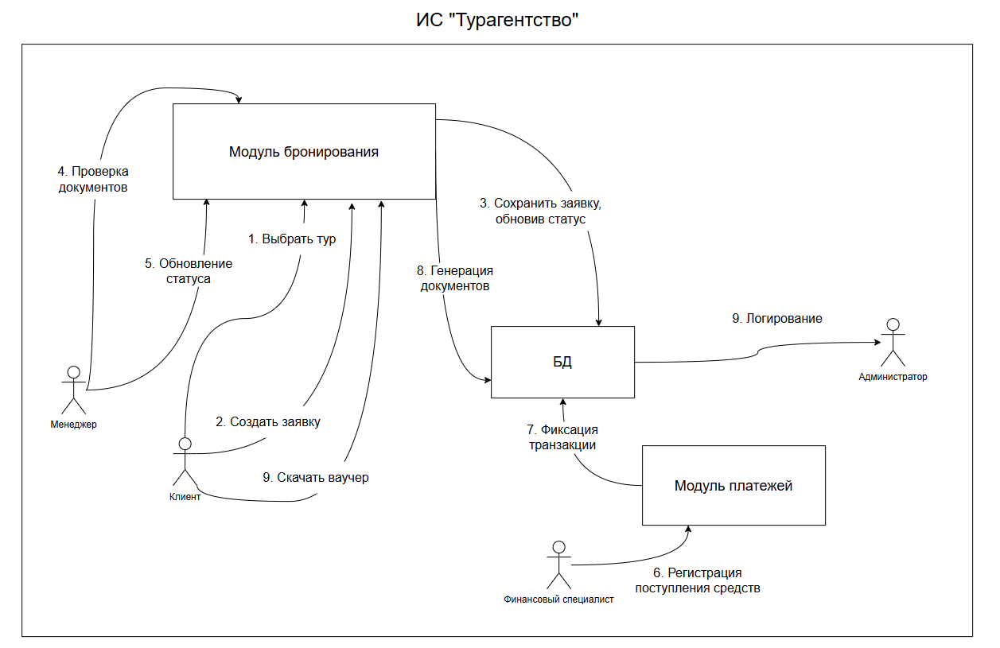 ИС "Турагентство"
Модуль бронирования
4. Проверка
документов
3. Сохранить заявку,
обновив статус
1. Выбрать тур
5. Обновление
статуса
8. Генерация
документов
9. Логирование
БД
Администратор
Менеджер
2. Создать заявку
7. Фиксация
транзакции
9. Скачать ваучер
Модуль платежей
Клиент
6. Регистрация
поступления средств
Финансовый специалист